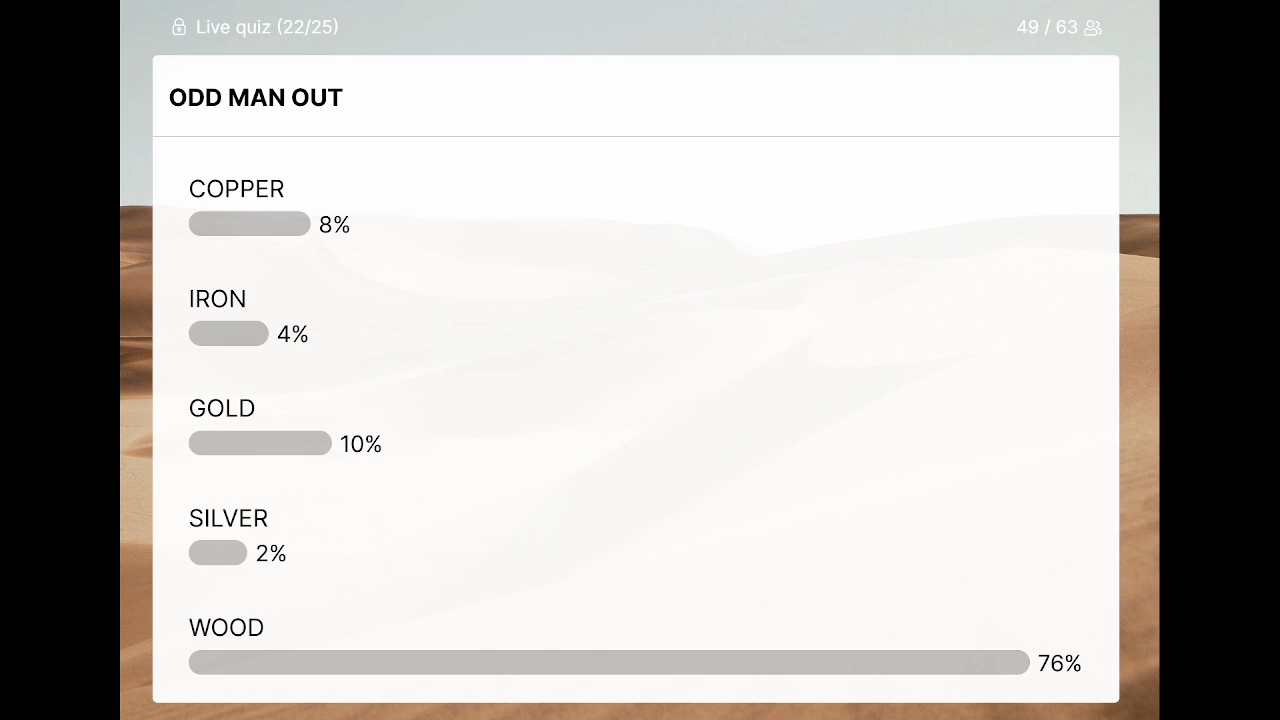 Live quiz (22/25)
49 / 63
ODD MAN OUT
COPPER
8%
IRON
4%
GOLD
10%
SILVER
2%
WOOD
76%